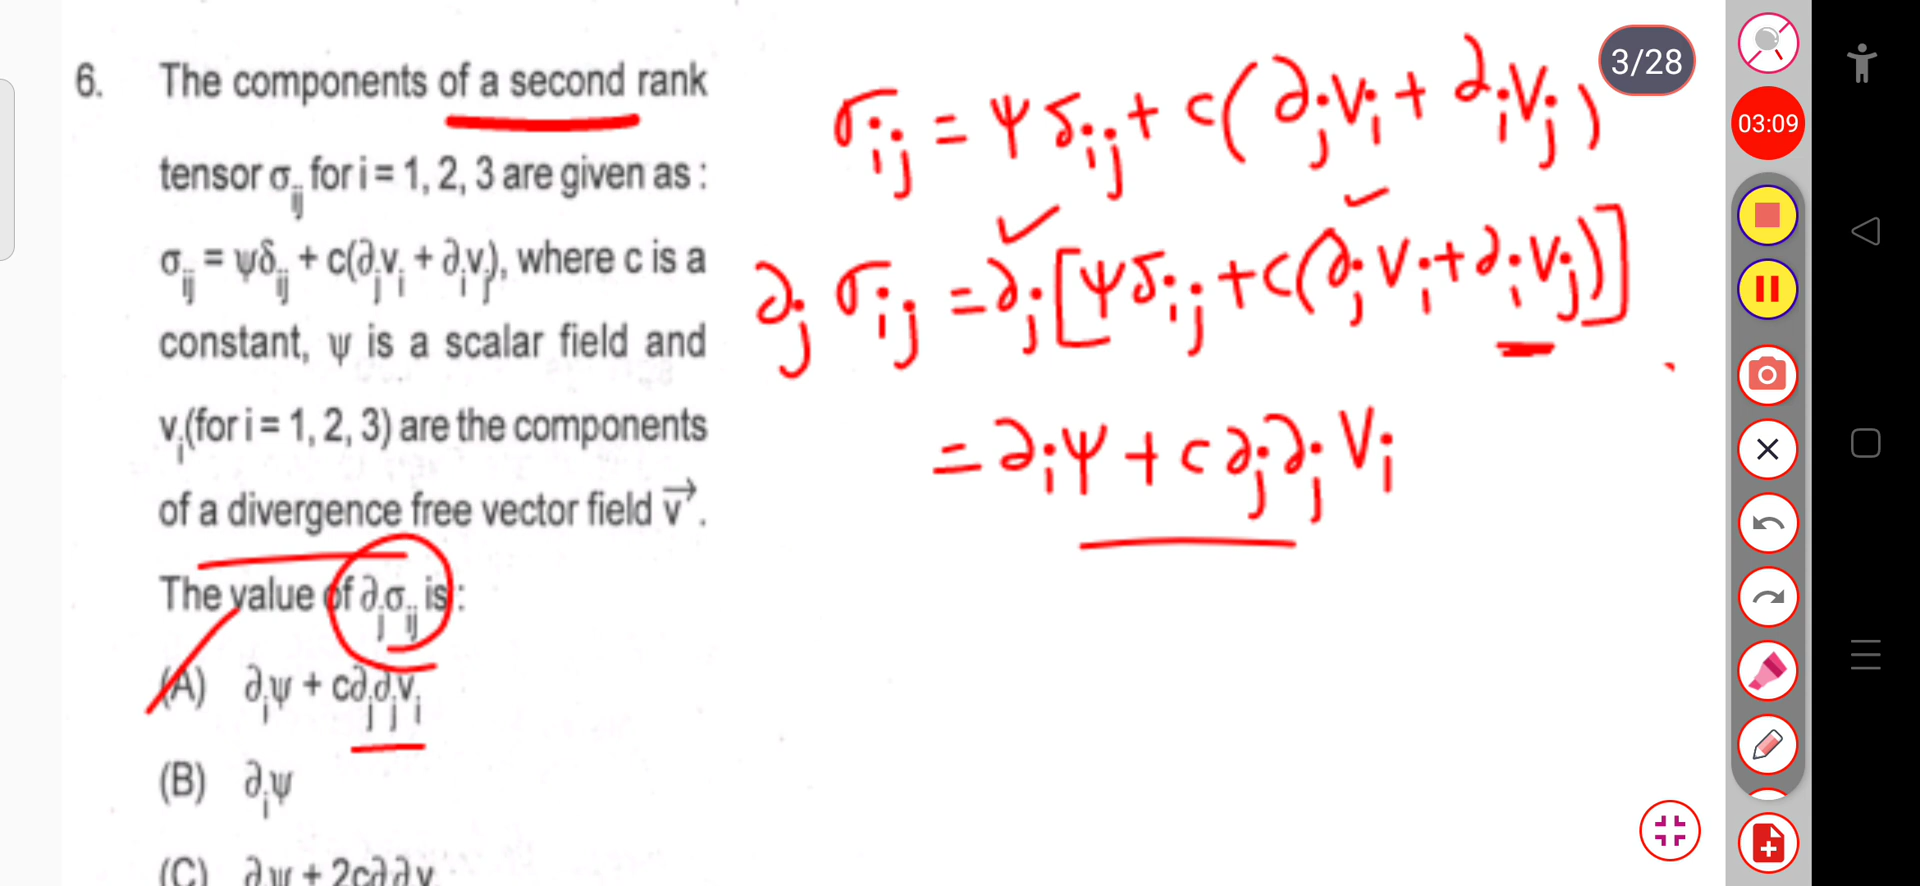 6. The components of a second rank
tensor σij for i = 1, 2, 3 are given as :
σij = ψδij + c(∂jvi + ∂ivj), where c is a
constant, ψ is a scalar field and
vi(for i = 1, 2, 3) are the components
of a divergence free vector field v⃗.
The value of ∂jσij is :
(A) ∂iψ + c∂j∂jvi
(B) ∂iψ
(C) ∂ψ + 2c∂∂v
σij = ψδij + c(∂jVi + ∂iVj)
∂jσij = ∂j[ψδij + c(∂jVi + ∂iVj)]
= ∂iψ + c∂j∂jVi
3/28
03:09